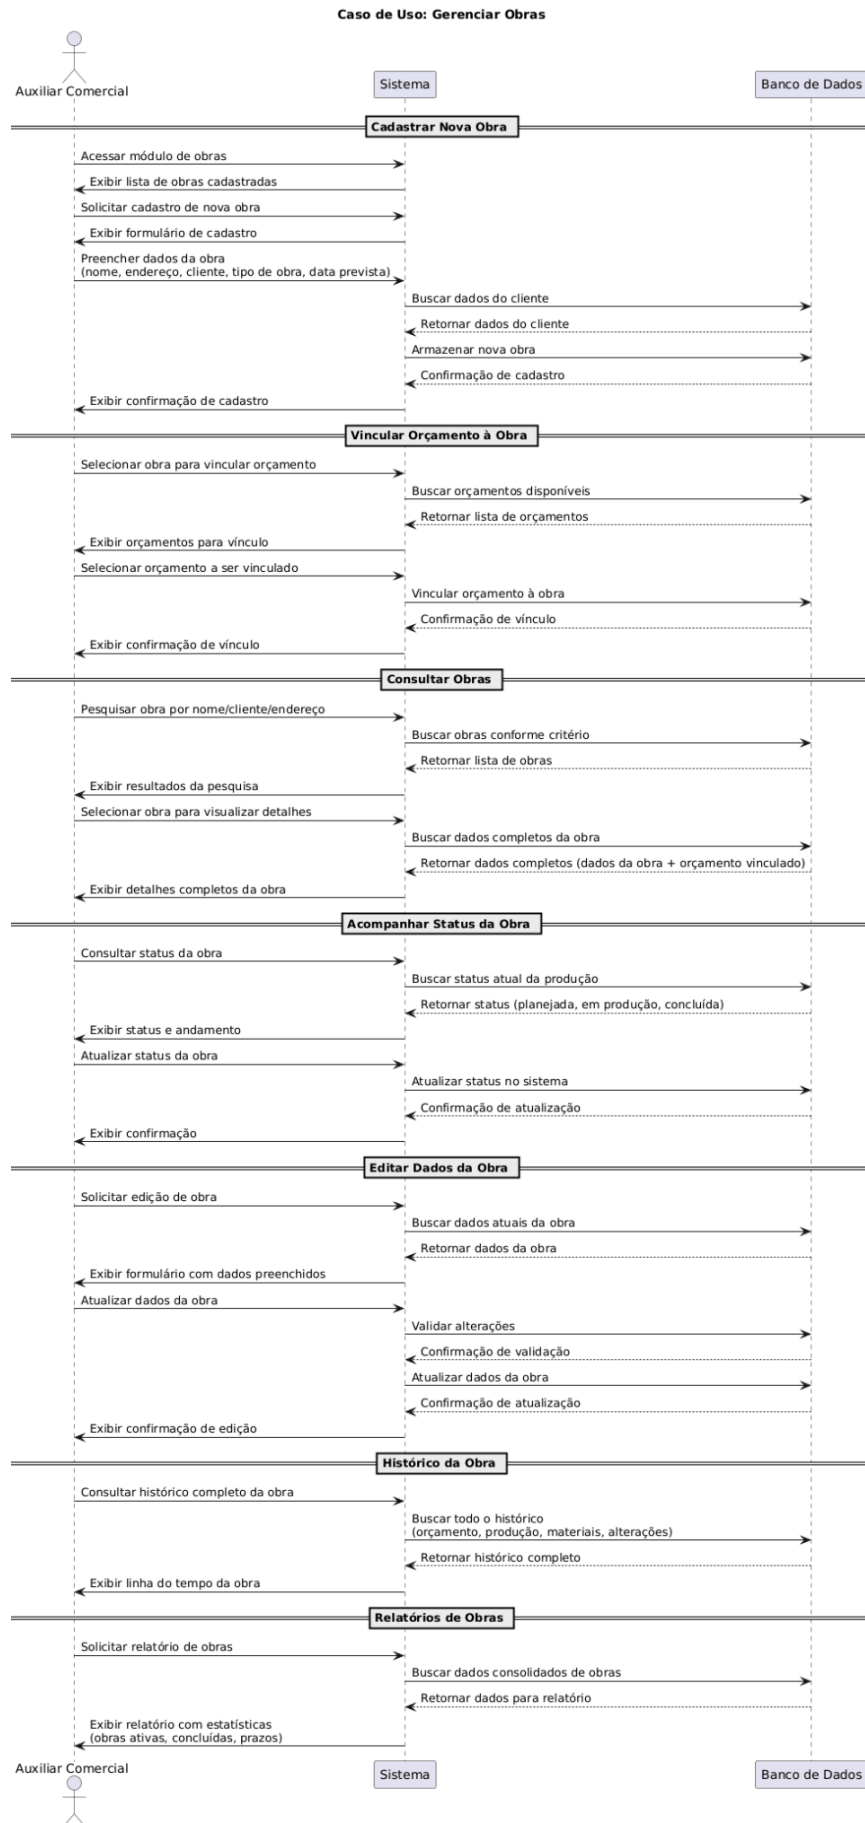 Caso de Uso: Gerenciar Obras
Auxiliar Comercial
Sistema
Banco de Dados
Cadastrar Nova Obra
Acessar módulo de obras
Exibir lista de obras cadastradas
Solicitar cadastro de nova obra
Exibir formulário de cadastro
Preencher dados da obra
(nome, endereço, cliente, tipo de obra, data prevista)
Buscar dados do cliente
Retornar dados do cliente
Armazenar nova obra
Confirmação de cadastro
Exibir confirmação de cadastro
Vincular Orçamento à Obra
Selecionar obra para vincular orçamento
Buscar orçamentos disponíveis
Retornar lista de orçamentos
Exibir orçamentos para vínculo
Selecionar orçamento a ser vinculado
Vincular orçamento à obra
Confirmação de vínculo
Exibir confirmação de vínculo
Consultar Obras
Pesquisar obra por nome/cliente/endereço
Buscar obras conforme critério
Retornar lista de obras
Exibir resultados da pesquisa
Selecionar obra para visualizar detalhes
Buscar dados completos da obra
Retornar dados completos (dados da obra + orçamento vinculado)
Exibir detalhes completos da obra
Acompanhar Status da Obra
Consultar status da obra
Buscar status atual da produção
Retornar status (planejada, em produção, concluída)
Exibir status e andamento
Atualizar status da obra
Atualizar status no sistema
Confirmação de atualização
Exibir confirmação
Editar Dados da Obra
Solicitar edição de obra
Buscar dados atuais da obra
Retornar dados da obra
Exibir formulário com dados preenchidos
Atualizar dados da obra
Validar alterações
Confirmação de validação
Atualizar dados da obra
Confirmação de atualização
Exibir confirmação de edição
Histórico da Obra
Consultar histórico completo da obra
Buscar todo o histórico
(orçamento, produção, materiais, alterações)
Retornar histórico completo
Exibir linha do tempo da obra
Relatórios de Obras
Solicitar relatório de obras
Buscar dados consolidados de obras
Retornar dados para relatório
Exibir relatório com estatísticas
(obras ativas, concluídas, prazos)
Auxiliar Comercial
Sistema
Banco de Dados